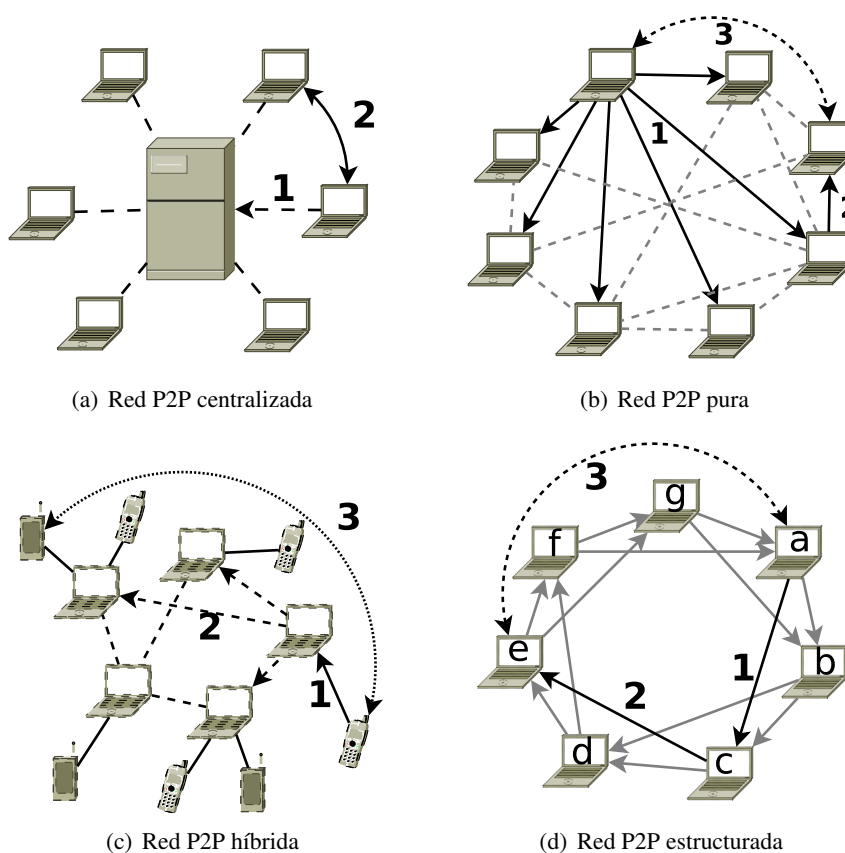 2
1
(a) Red P2P centralizada
3
1
2
(b) Red P2P pura
3
2
1
(c) Red P2P híbrida
3
g
f
a
e
b
1
2
d
c
(d) Red P2P estructurada